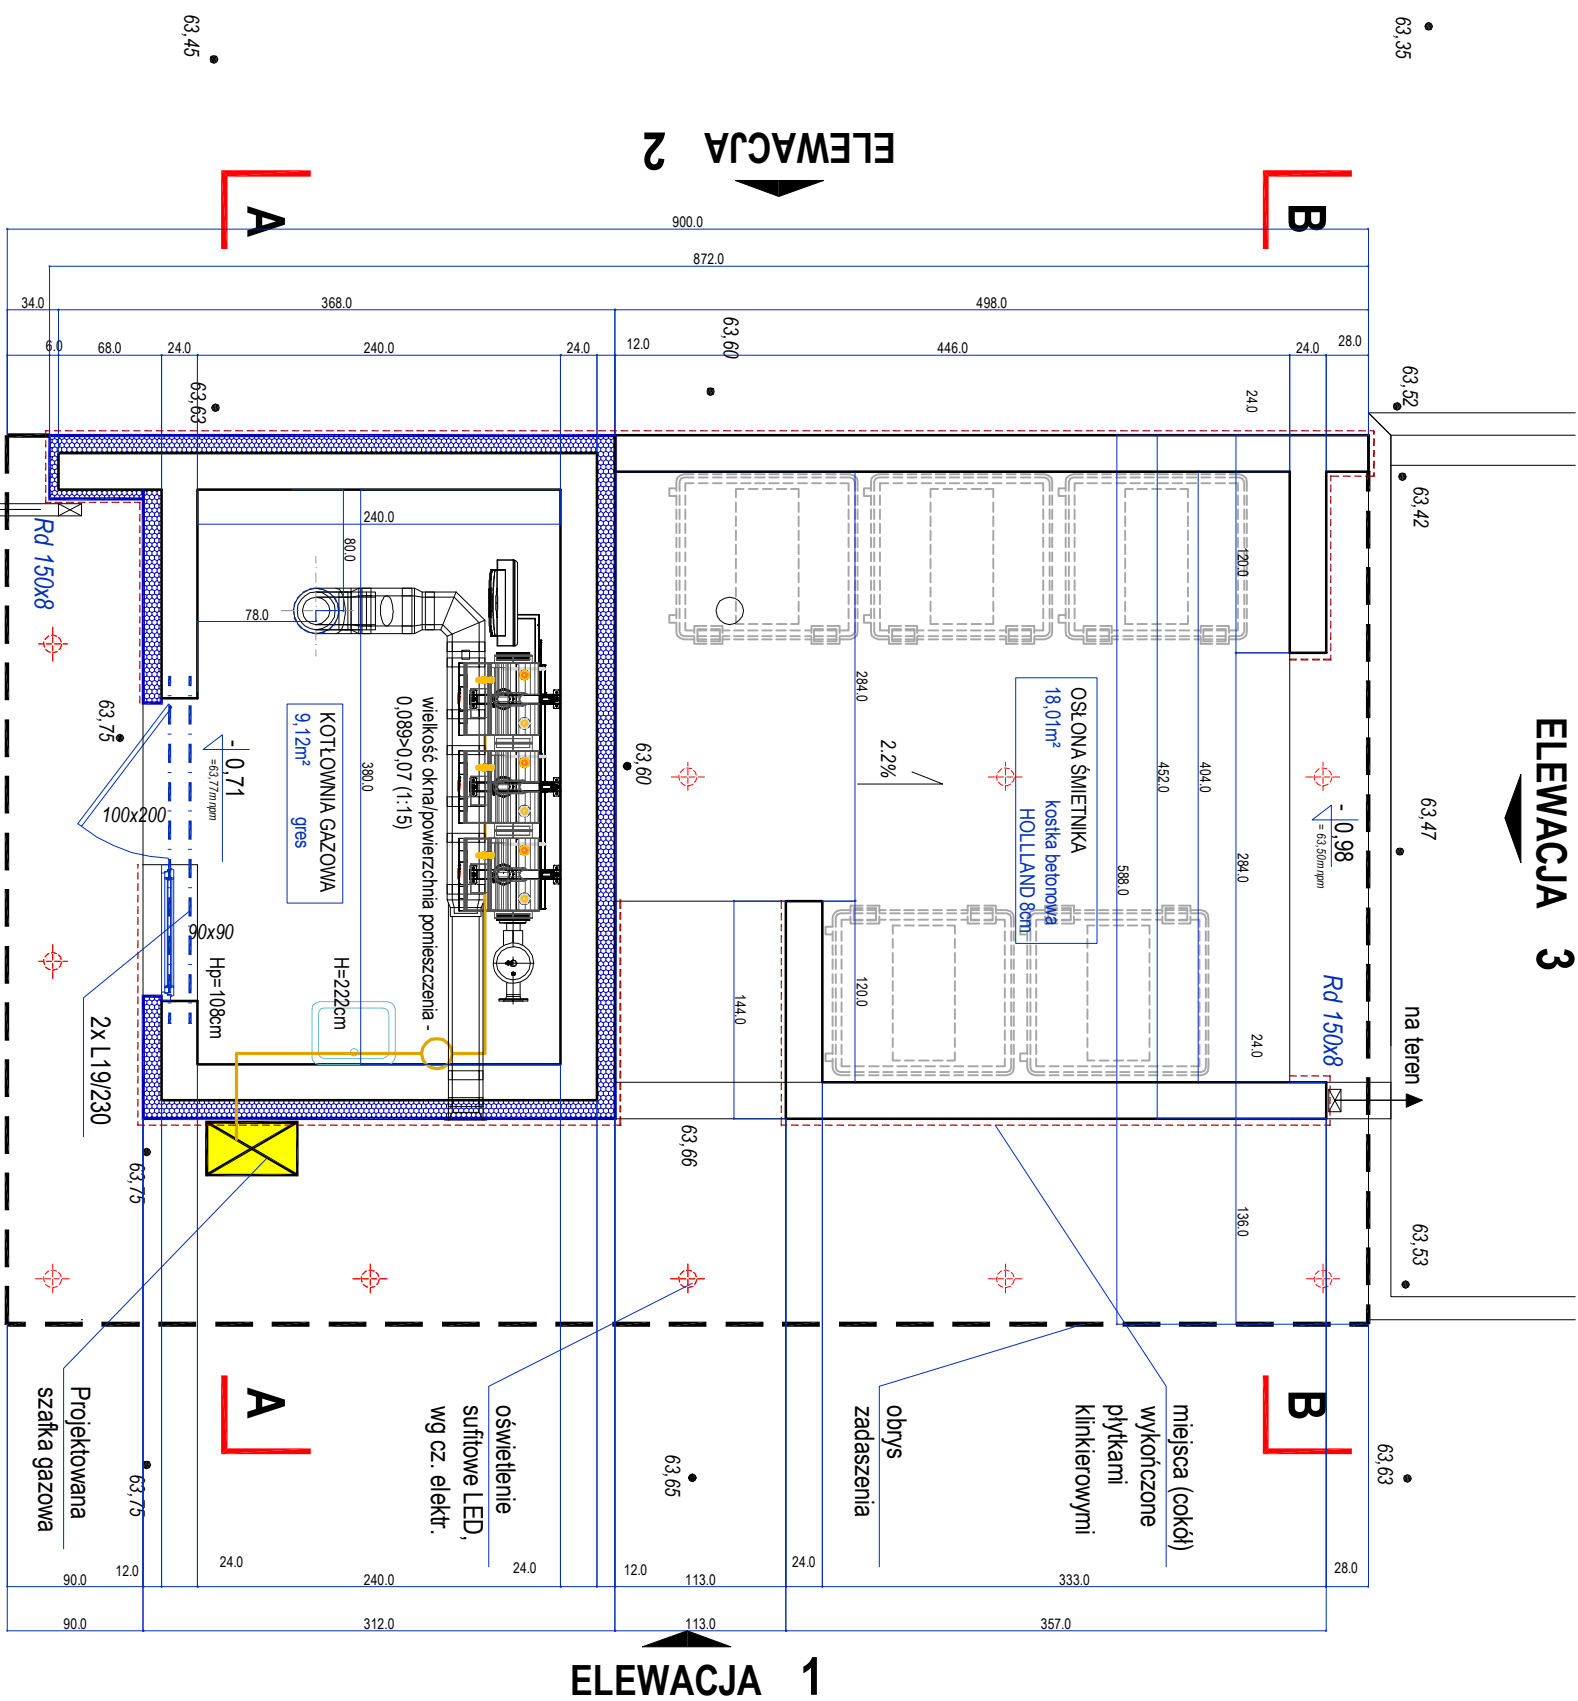 63,45
63,35
ELEWACJA 2
A
B
900.0
872.0
34.0
368.0
498.0
6.0
68.0
24.0
240.0
24.0
12.0
446.0
24.0
28.0
63,60
63,63
63,52
24.0
63,42
Rd 150x8
240.0
80.0
78.0
120.0
284.0
2.2%
OSŁONA ŚMIETNIKA
18,01m² kostka betonowa
HOLLLAND 8cm
452.0
404.0
588.0
284.0
- 0,98
= 63,50m npm
63,47
ELEWACJA 3
63,75
- 0,71
=63,77m npm
100x200
KOTŁOWNIA GAZOWA
9,12m² gres
380.0
wielkość okna/powierzchnia pomieszczenia -
0,089>0,07 (1:15)
63,60
90x90
Hp=108cm
H=222cm
2x L19/230
144.0
120.0
24.0
Rd 150x8
na teren
63,75
63,66
136.0
63,53
Projektowana
szafka gazowa
A
63,75
oświetlenie
sufitowe LED,
wg cz. elektr.
63,65
obrys
zadaszenia
miejsca (cokół)
wykończone
płytkami
klinkierowymi
B
63,63
90.0
12.0
24.0
240.0
24.0
12.0
113.0
24.0
333.0
28.0
90.0
312.0
113.0
357.0
ELEWACJA 1